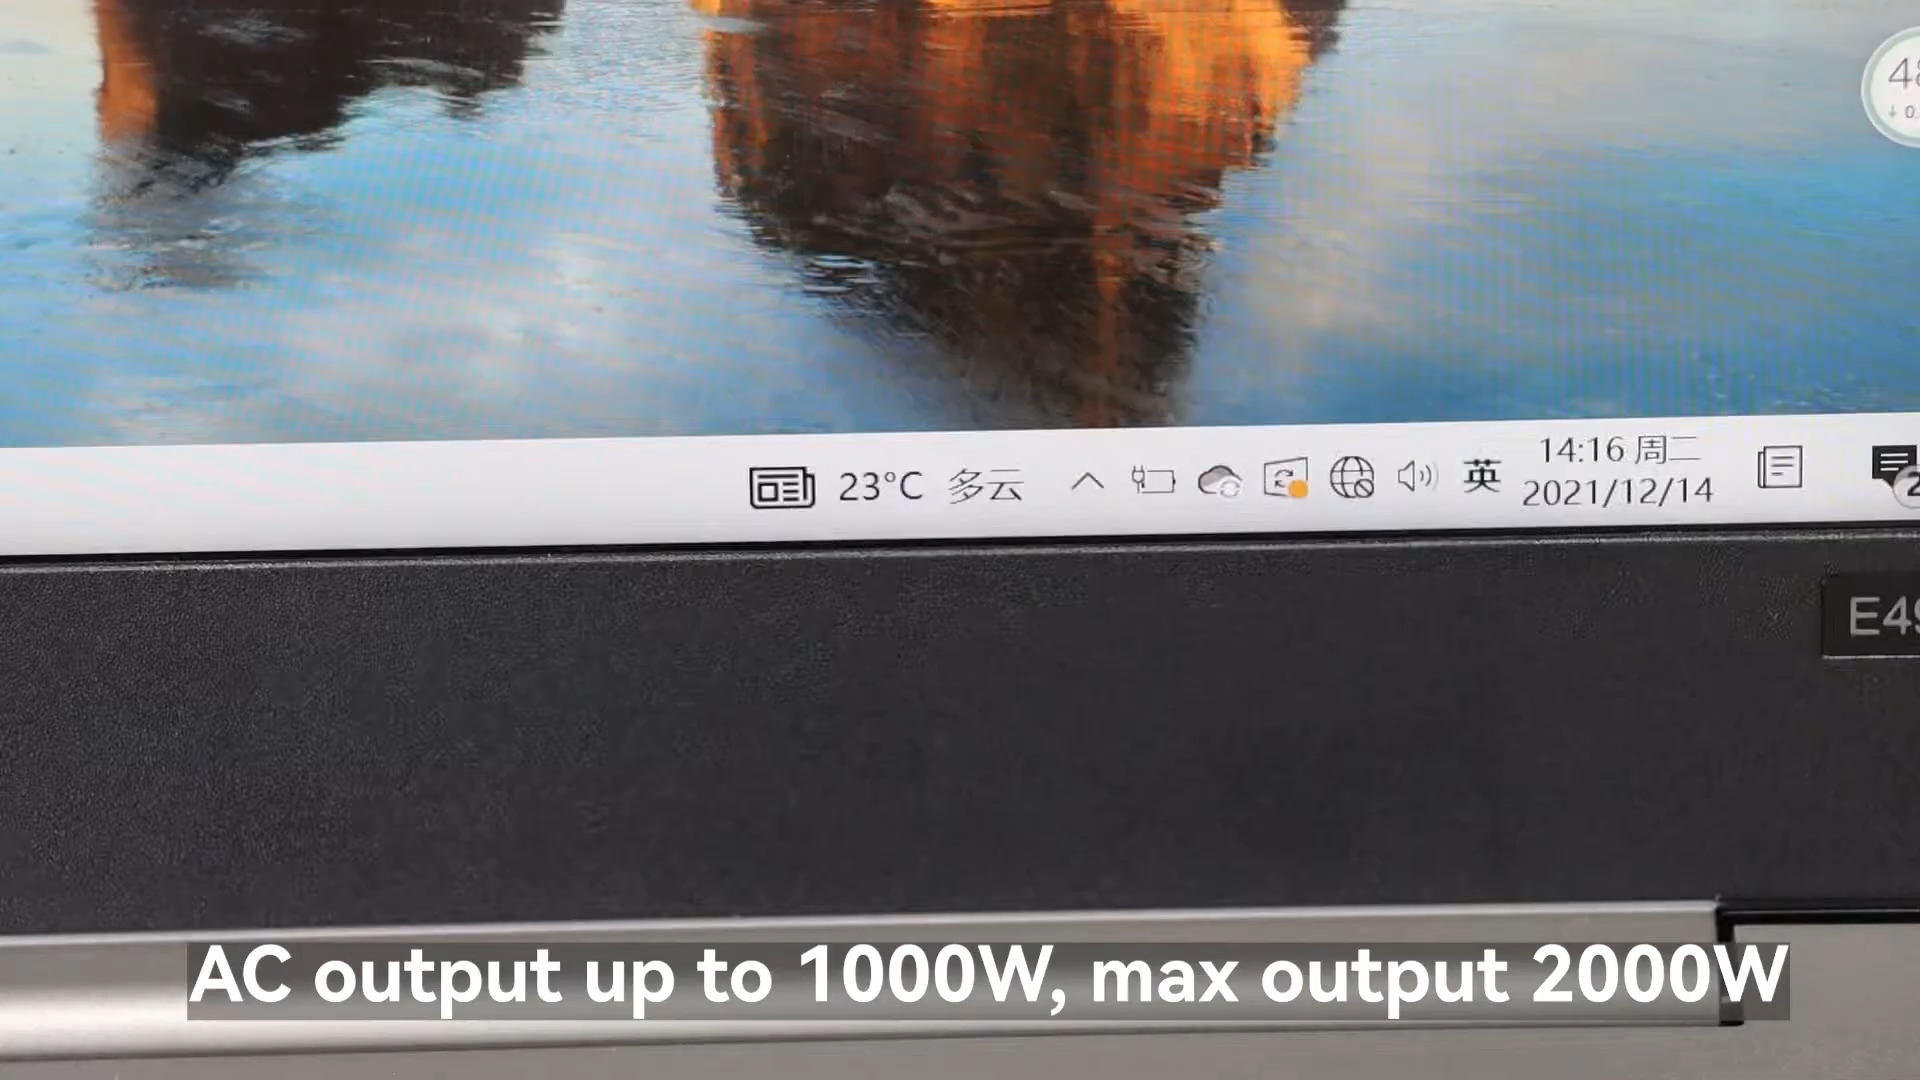 23°C 多云
英
14:16 周二
2021/12/14
AC output up to 1000W, max output 2000W